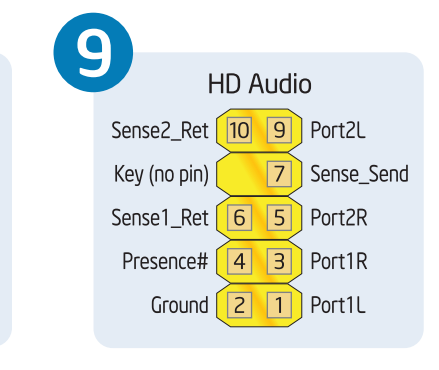 9
HD Audio
Sense2_Ret 10 9 Port2L
Key (no pin) 7 Sense_Send
Sense1_Ret 6 5 Port2R
Presence# 4 3 Port1R
Ground 2 1 Port1L